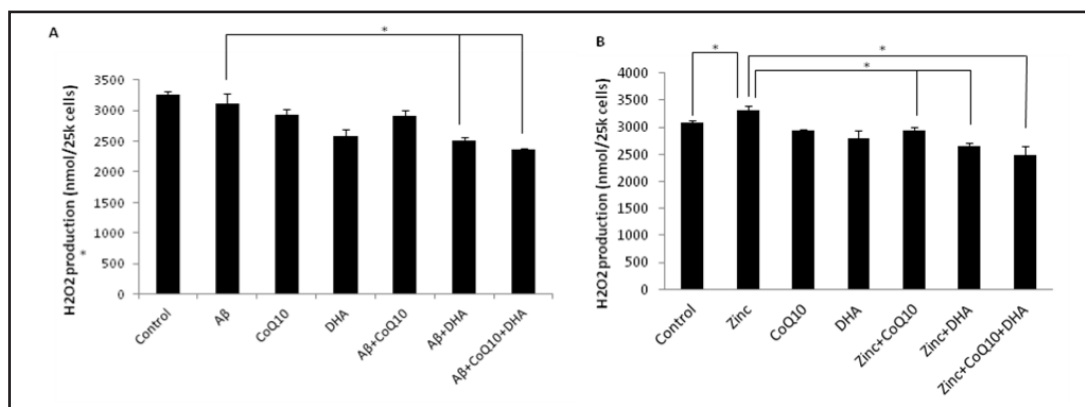 A
*
H2O2 production (nmol/25k cells)
*
3500
3000
2500
2000
1500
1000
500
0
Control
Aβ
CoQ10
DHA
Aβ+CoQ10
Aβ+DHA
Aβ+CoQ10+DHA
B
*
*
*
H2O2 production (nmol/25k cells)
4000
3500
3000
2500
2000
1500
1000
500
0
Control
Zinc
CoQ10
DHA
Zinc+CoQ10
Zinc+DHA
Zinc+CoQ10+DHA